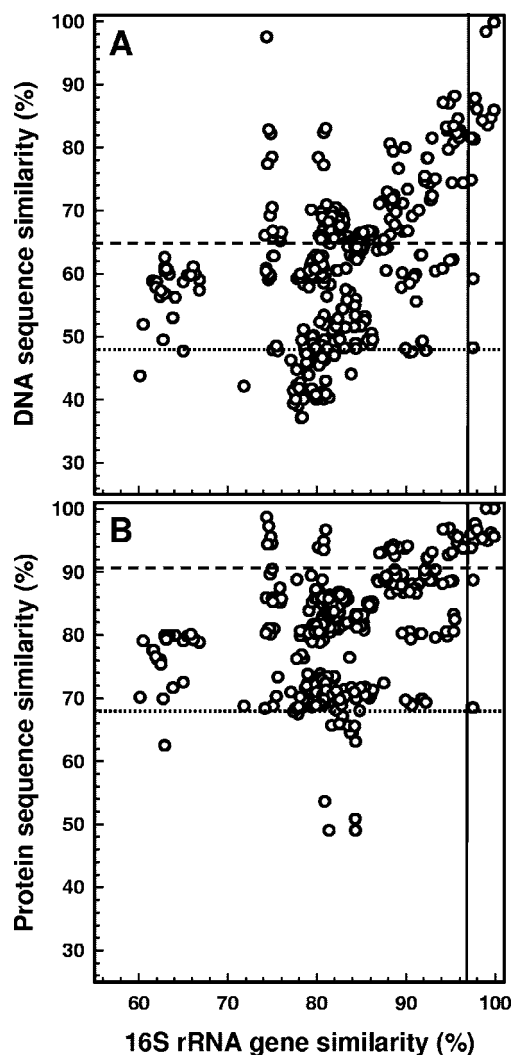 A
DNA sequence similarity (%)
100
90
80
70
60
50
40
30
B
Protein sequence similarity (%)
100
90
80
70
60
50
40
30
60 70 80 90 100
16S rRNA gene similarity (%)